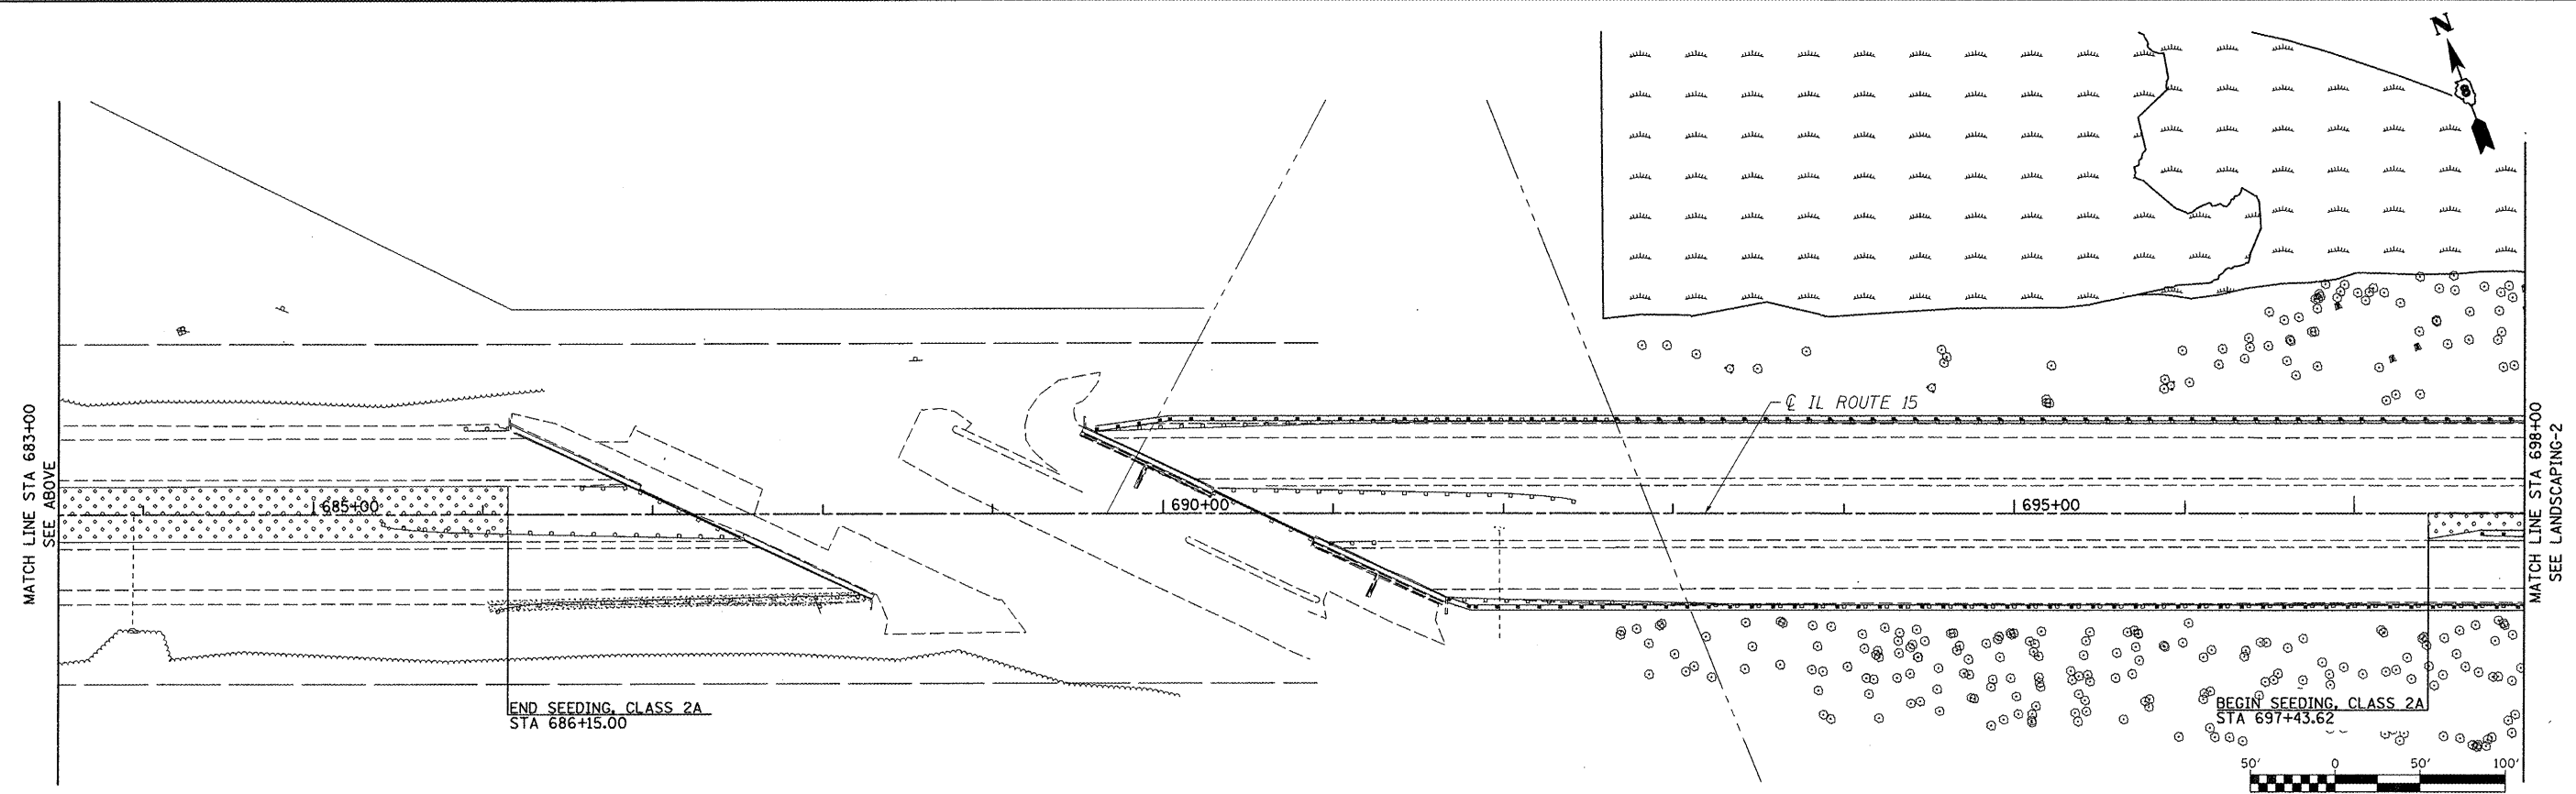 N
8
MATCH LINE STA 683+00
SEE ABOVE
685+00
690+00
℄ IL ROUTE 15
695+00
MATCH LINE STA 698+00
SEE LANDSCAPING-2
END SEEDING, CLASS 2A
STA 686+15.00
BEGIN SEEDING, CLASS 2A
STA 697+43.62
50' 0 50' 100'